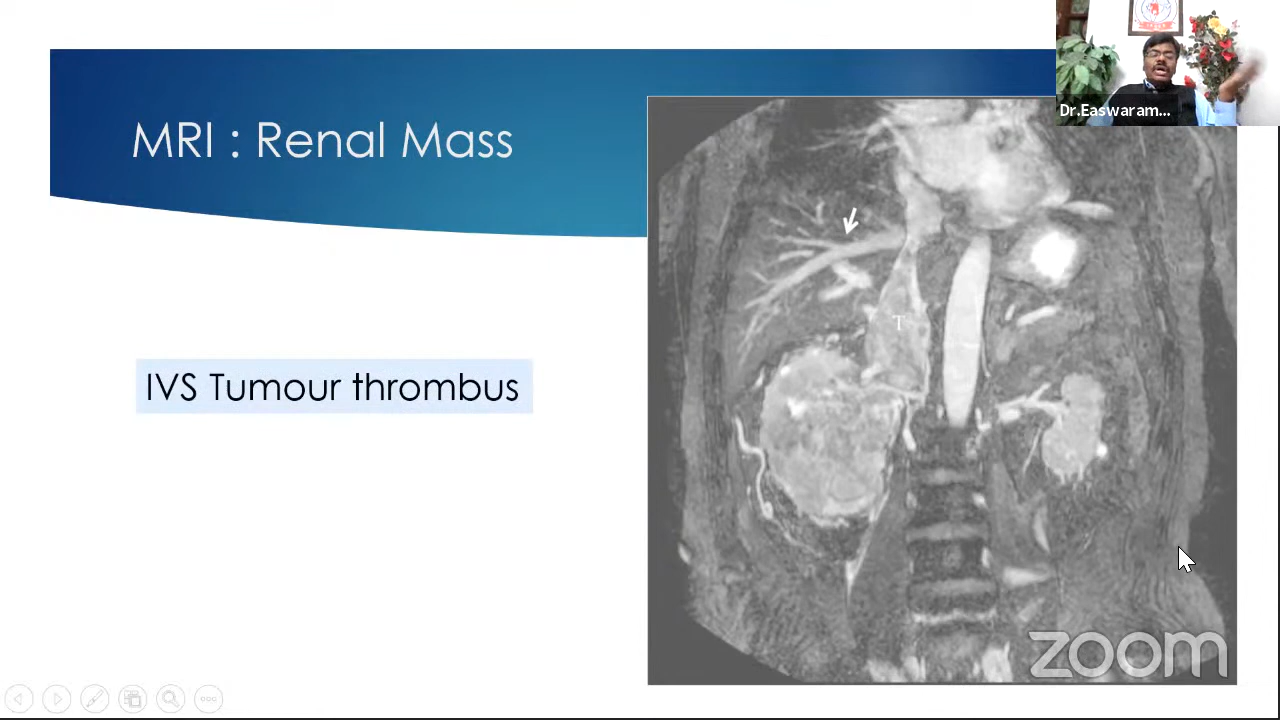 MRI : Renal Mass
Dr.Easwaram...
T
IVS Tumour thrombus
zoom